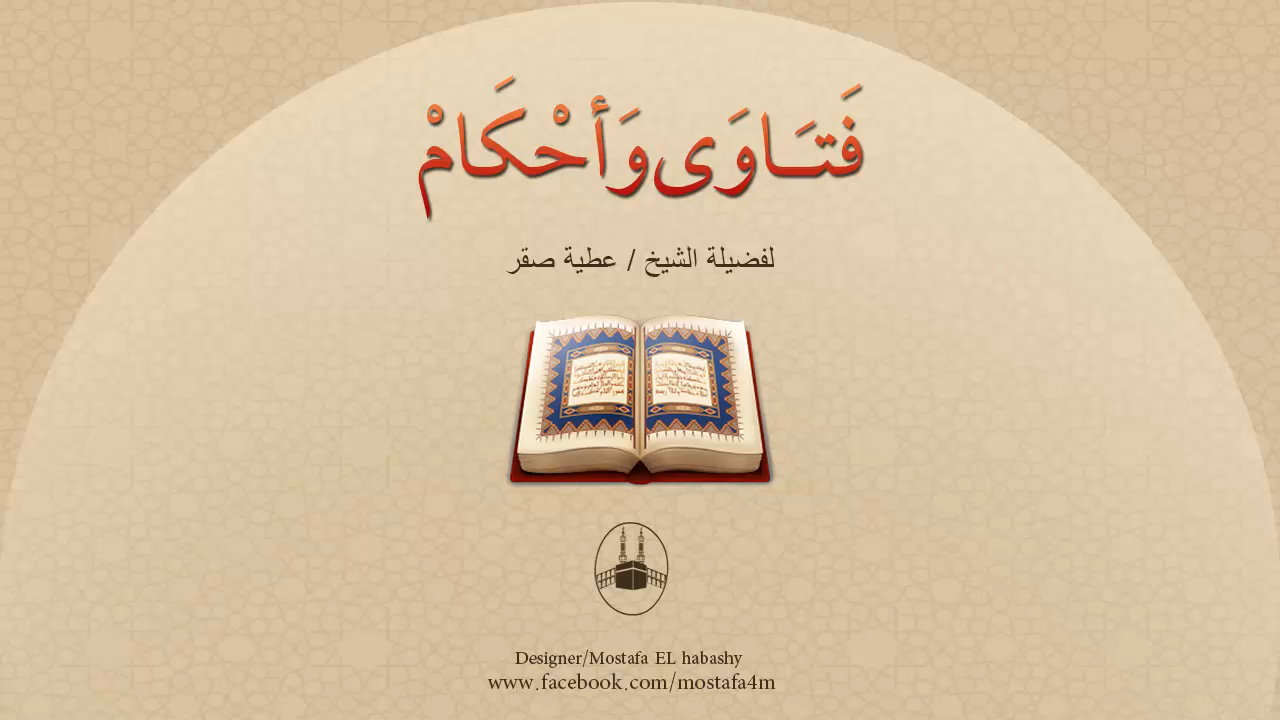 فَتَاوَى وَأَحْكَامْ
لفضيلة الشيخ / عطية صقر
Designer/Mostafa EL habashy
www.facebook.com/mostafa4m